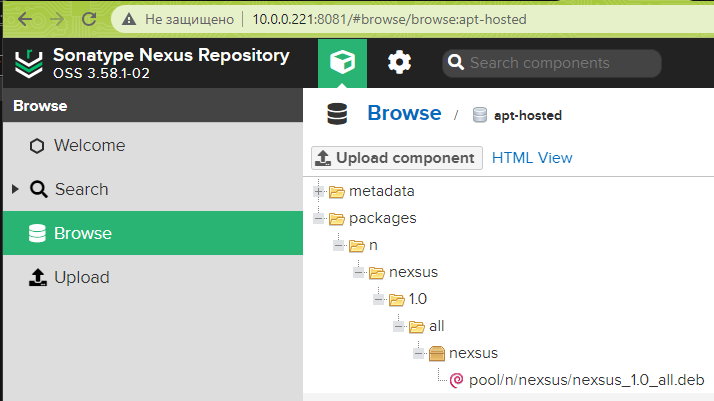 Не защищено | 10.0.0.221:8081/#browse/browse:apt-hosted
Sonatype Nexus Repository
OSS 3.58.1-02
Search components
Browse
Welcome
Search
Browse
Upload
Browse / apt-hosted
Upload component HTML View
metadata
packages
n
nexsus
1.0
all
nexsus
pool/n/nexsus/nexsus_1.0_all.deb